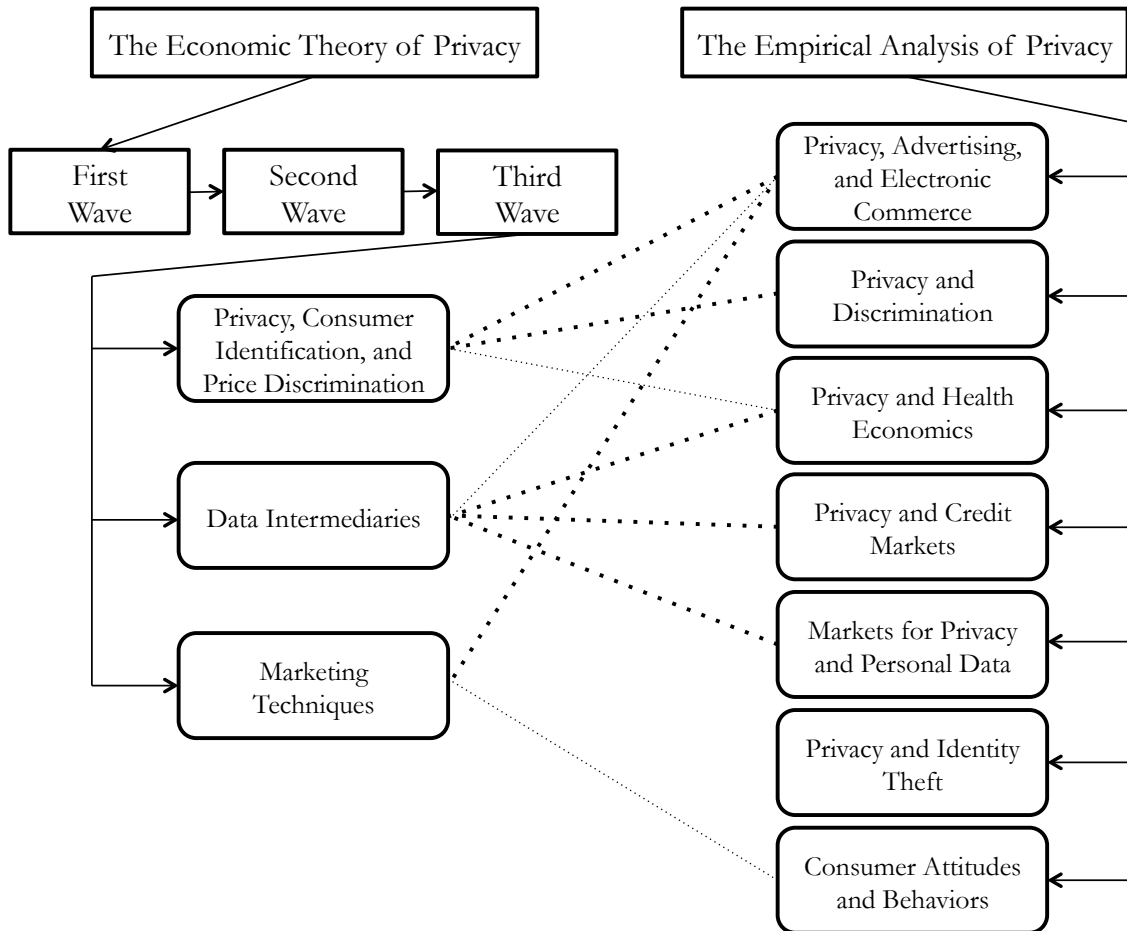 The Economic Theory of Privacy
The Empirical Analysis of Privacy
First
Wave
Second
Wave
Third
Wave
Privacy, Consumer
Identification, and
Price Discrimination
Data Intermediaries
Marketing
Techniques
Privacy, Advertising,
and Electronic
Commerce
Privacy and
Discrimination
Privacy and Health
Economics
Privacy and Credit
Markets
Markets for Privacy
and Personal Data
Privacy and Identity
Theft
Consumer Attitudes
and Behaviors